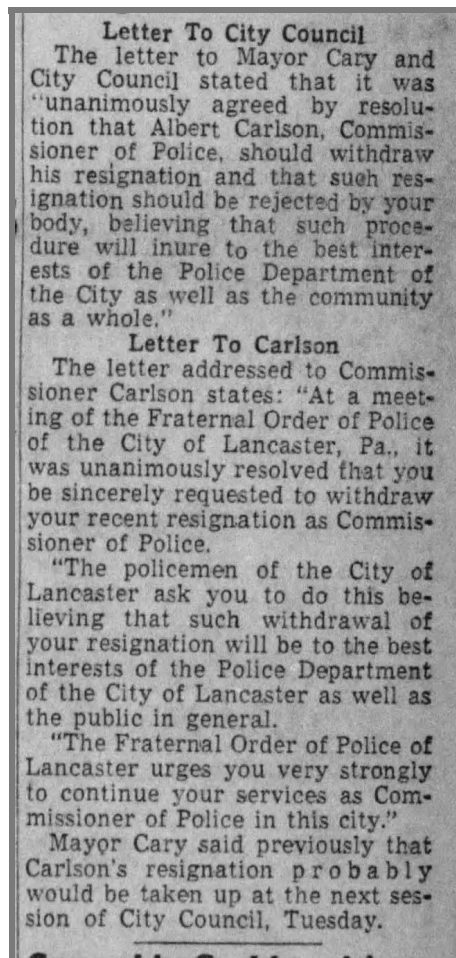 Letter To City Council
The letter to Mayor Cary and
City Council stated that it was
"unanimously agreed by resolu-
tion that Albert Carlson, Commis-
sioner of Police, should withdraw
his resignation and that such res-
ignation should be rejected by your
body, believing that such proce-
dure will inure to the best inter-
ests of the Police Department of
the City as well as the community
as a whole."
Letter To Carlson
The letter addressed to Commis-
sioner Carlson states: "At a meet-
ing of the Fraternal Order of Police
of the City of Lancaster, Pa., it
was unanimously resolved that you
be sincerely requested to withdraw
your recent resignation as Commis-
sioner of Police.
"The policemen of the City of
Lancaster ask you to do this be-
lieving that such withdrawal of
your resignation will be to the best
interests of the Police Department
of the City of Lancaster as well as
the public in general.
"The Fraternal Order of Police of
Lancaster urges you very strongly
to continue your services as Com-
missioner of Police in this city."
Mayor Cary said previously that
Carlson's resignation probably
would be taken up at the next ses-
sion of City Council, Tuesday.